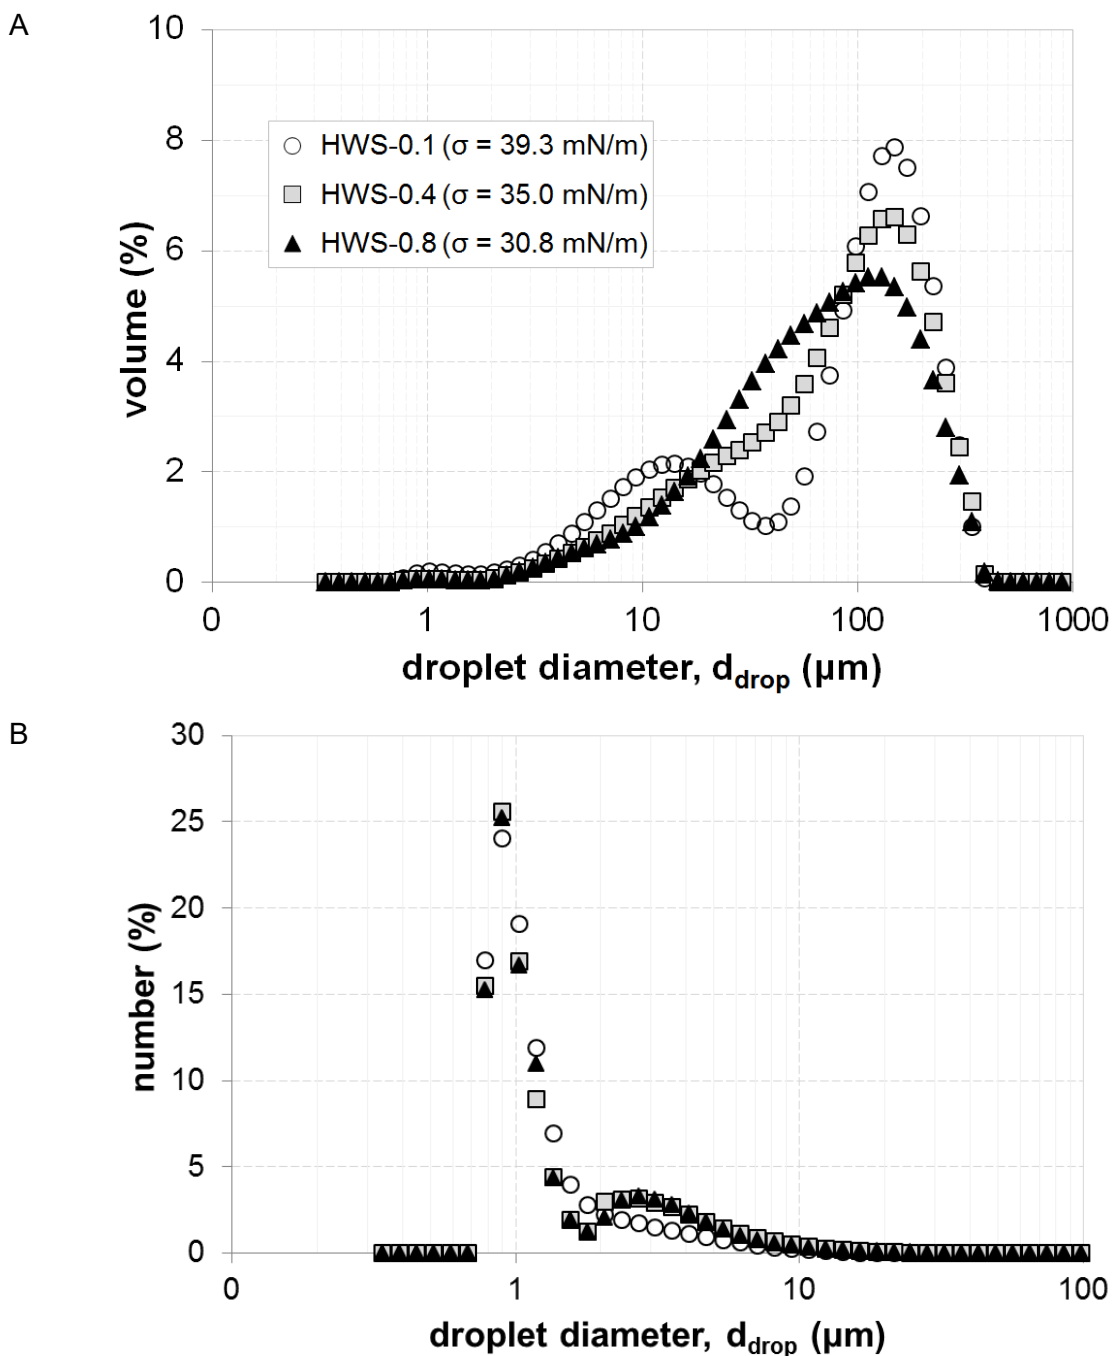 A
10
8
6
4
2
0
volume (%)
HWS-0.1 (σ = 39.3 mN/m)
HWS-0.4 (σ = 35.0 mN/m)
HWS-0.8 (σ = 30.8 mN/m)
0 1 10 100 1000
droplet diameter, d_drop (µm)
B
30
25
20
15
10
5
0
number (%)
0 1 10 100
droplet diameter, d_drop (µm)